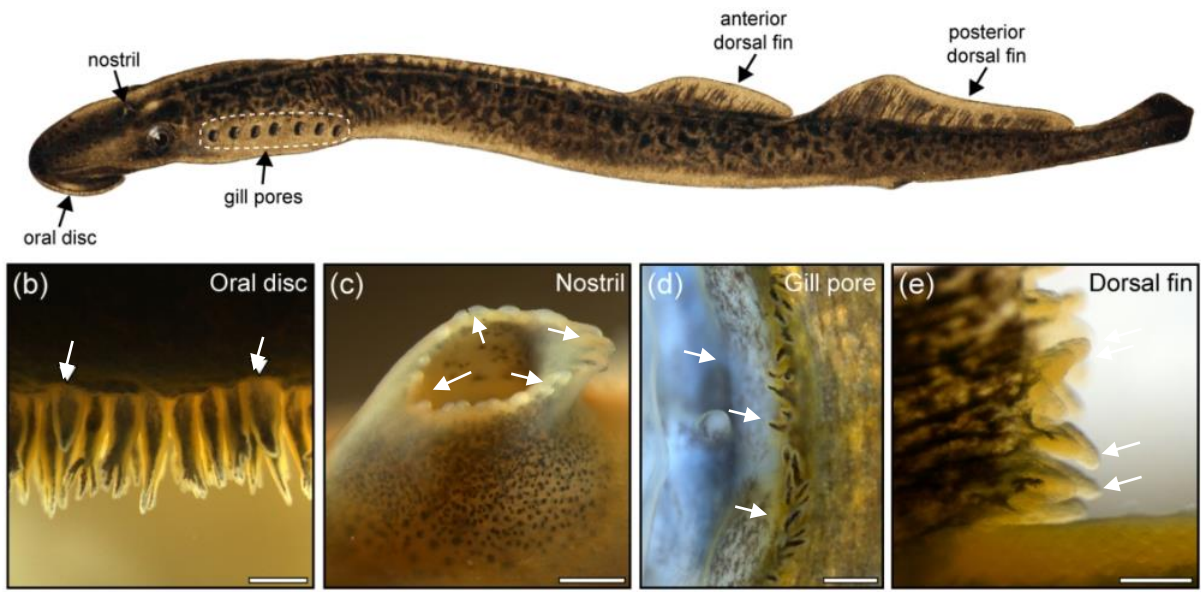 anterior
dorsal fin
posterior
dorsal fin
nostril
gill pores
oral disc
(b) Oral disc
(c) Nostril
(d) Gill pore
(e) Dorsal fin